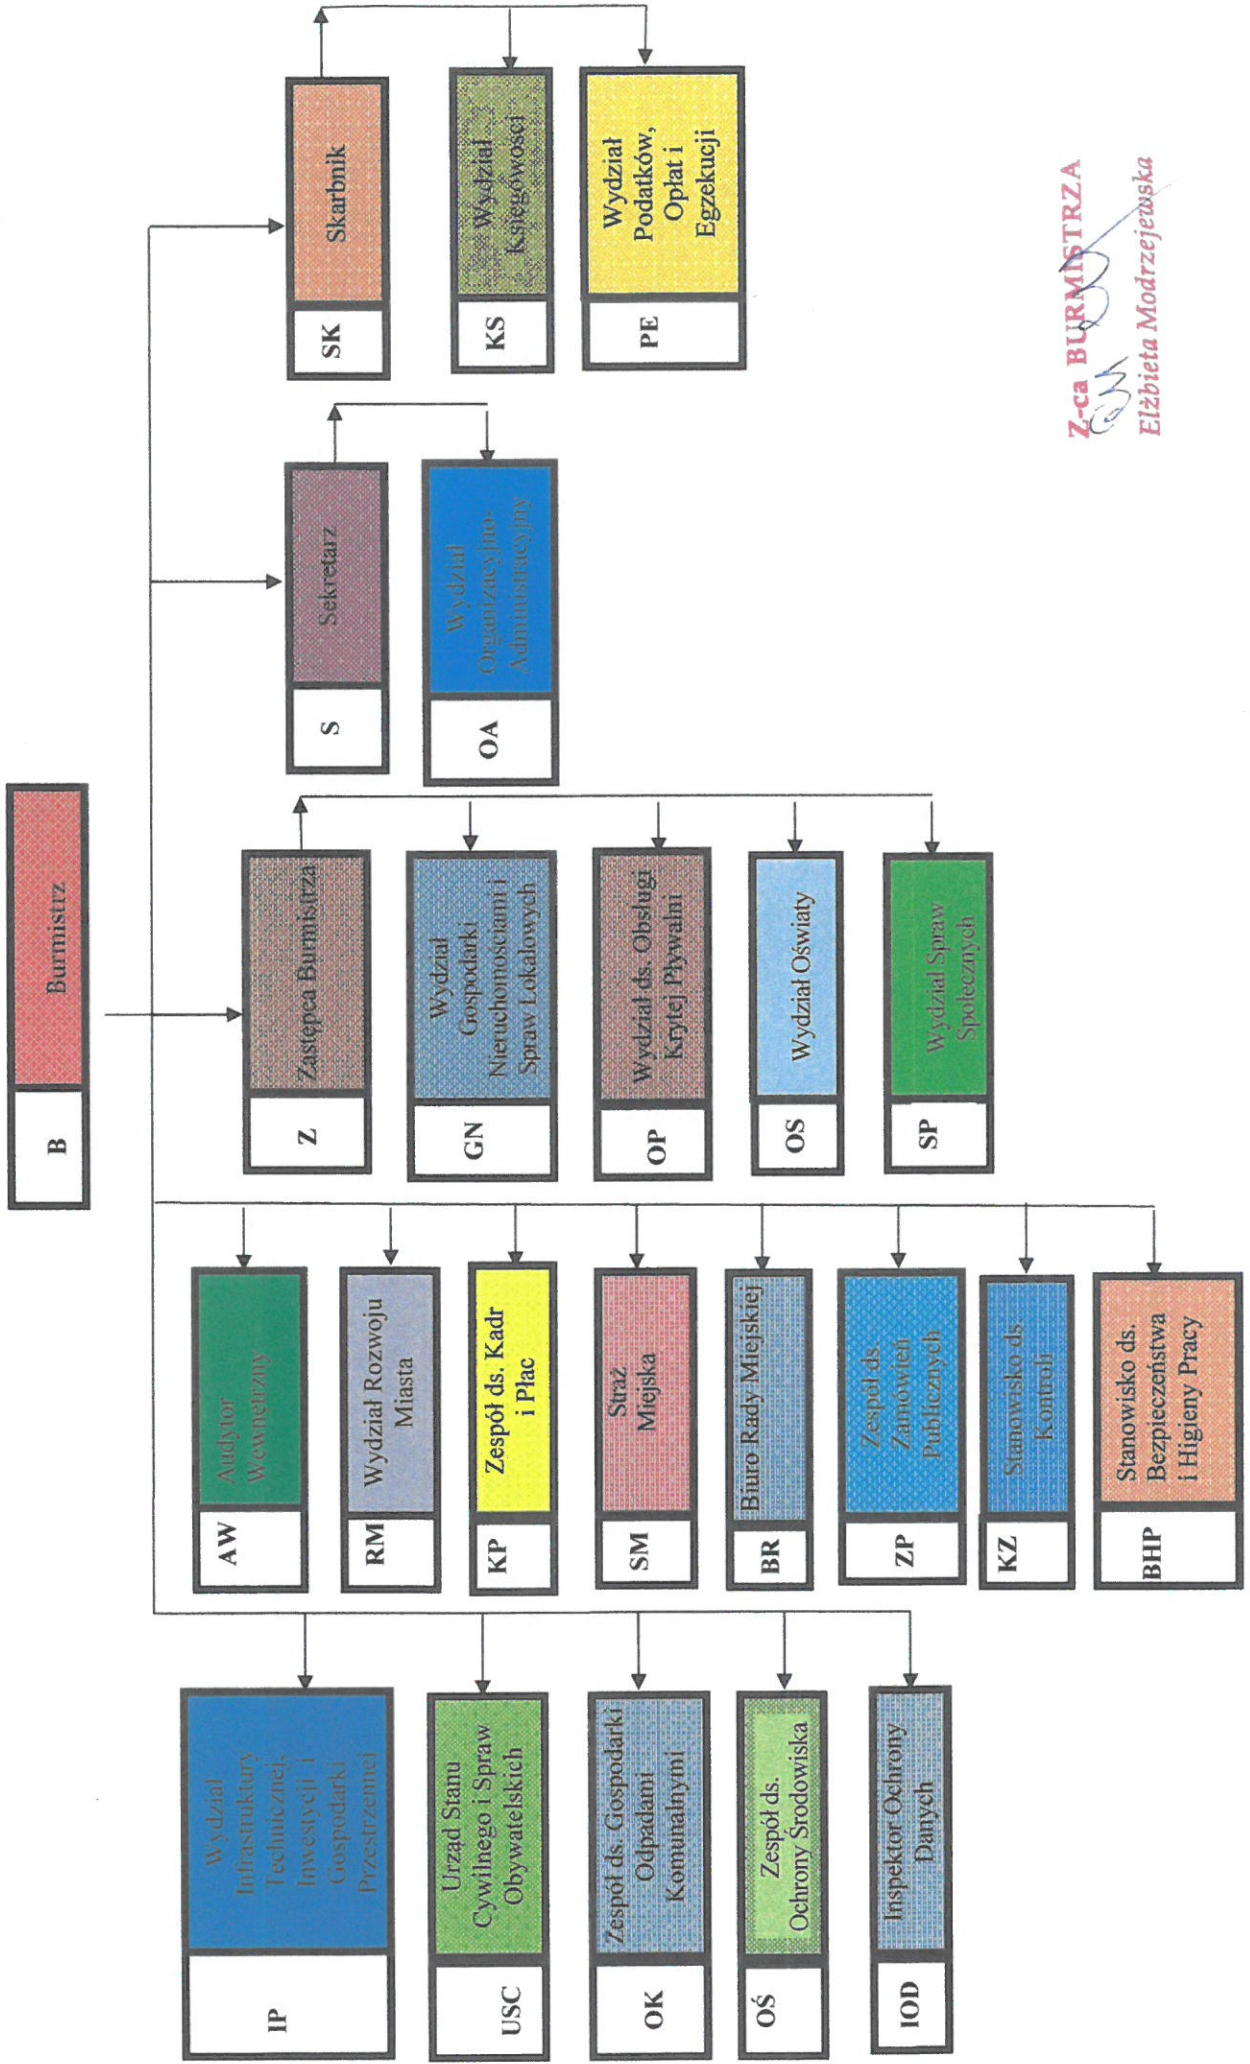 B
Burmistrz
IP
Wydział
Infrastruktury
Technicznej,
Inwestycji i
Gospodarki
Przestrzennej
USC
Urząd Stanu
Cywilnego i Spraw
Obywatelskich
OK
Zespół ds. Gospodarki
Odpadami
Komunalnymi
OŚ
Zespół ds.
Ochrony Środowiska
IOD
Inspektor Ochrony
Danych
AW
Audytor
Wewnętrzny
RM
Wydział Rozwoju
Miasta
KP
Zespół ds. Kadr
i Płac
SM
Straż
Miejska
BR
Biuro Rady Miejskiej
ZP
Zespół ds.
Zamówień
Publicznych
KZ
Stanowisko ds
Kontroli
BHP
Stanowisko ds.
Bezpieczeństwa
i Higieny Pracy
Z
Zastępca Burmistrza
GN
Wydział
Gospodarki
Nieruchomościami i
Spraw Lokalowych
OP
Wydział ds. Obsługi
Krytej Pływalni
OS
Wydział Oświaty
SP
Wydział Spraw
Społecznych
S
Sekretarz
OA
Wydział
Organizacyjno-
Administracyjny
SK
Skarbnik
KS
Wydział
Księgowości
PE
Wydział
Podatków,
Opłat i
Egzekucji
Z-ca BURMISTRZA
Elżbieta Modrzejewska